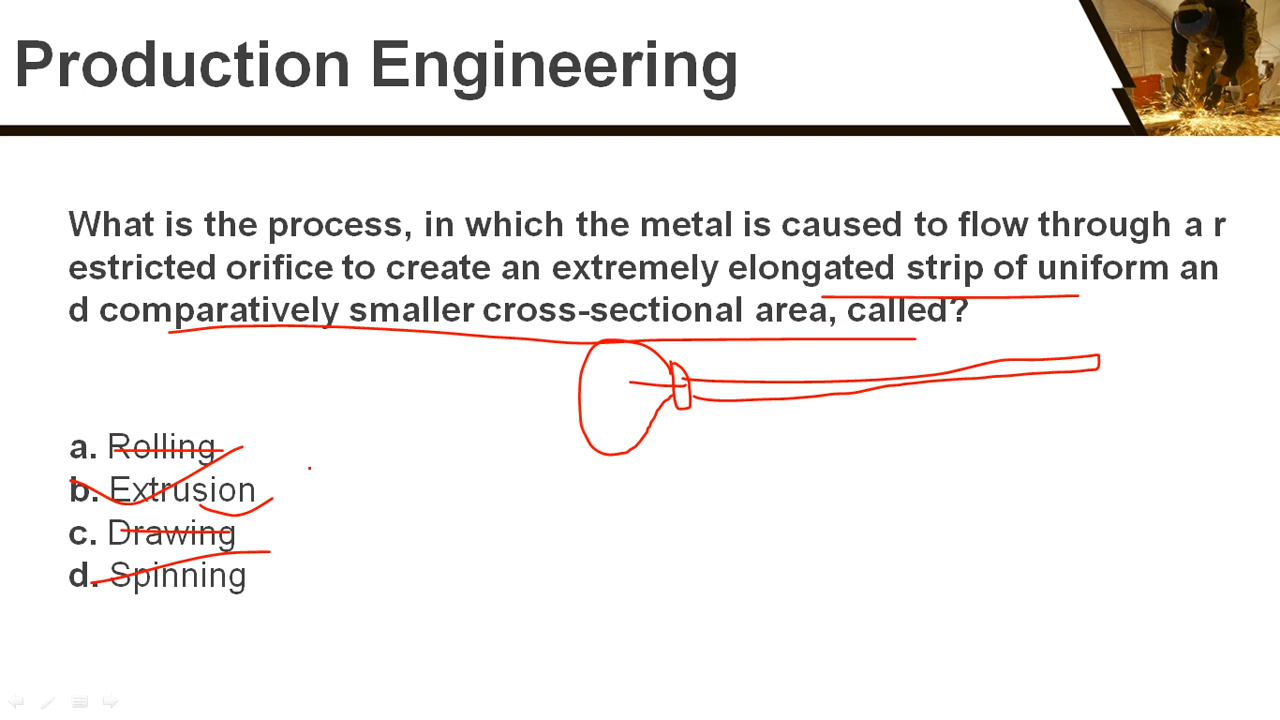 Production Engineering
What is the process, in which the metal is caused to flow through a r
estricted orifice to create an extremely elongated strip of uniform an
d comparatively smaller cross-sectional area, called?
a. Rolling
b. Extrusion
c. Drawing
d. Spinning